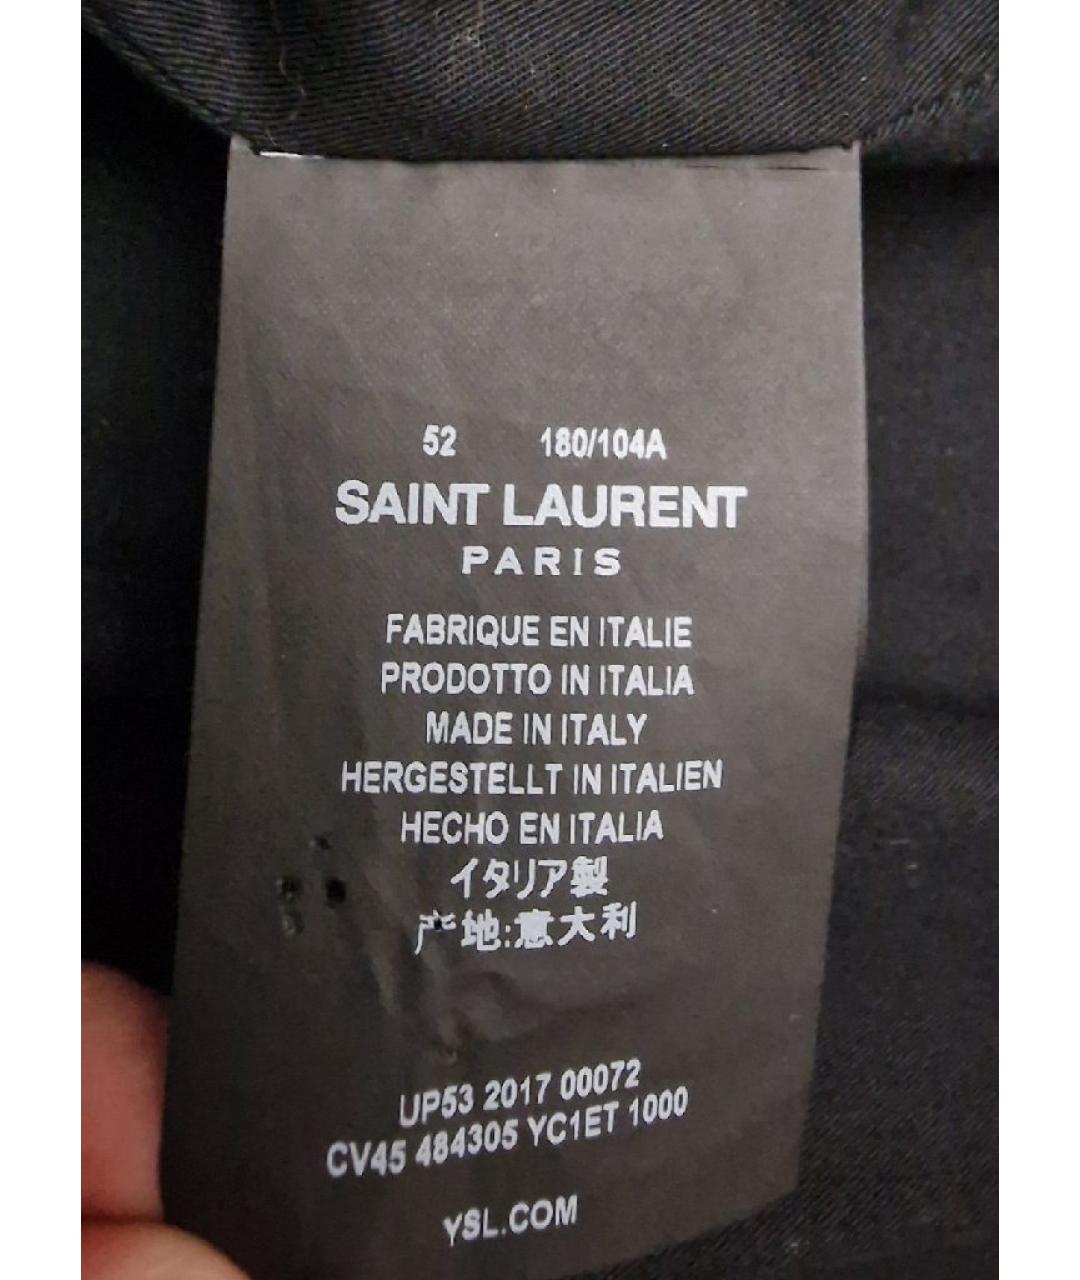 52 180/104A
SAINT LAURENT
PARIS
FABRIQUE EN ITALIE
PRODOTTO IN ITALIA
MADE IN ITALY
HERGESTELLT IN ITALIEN
HECHO EN ITALIA
イタリア製
产地:意大利
UP53 2017 00072
CV45 484305 YC1ET 1000
YSL.COM